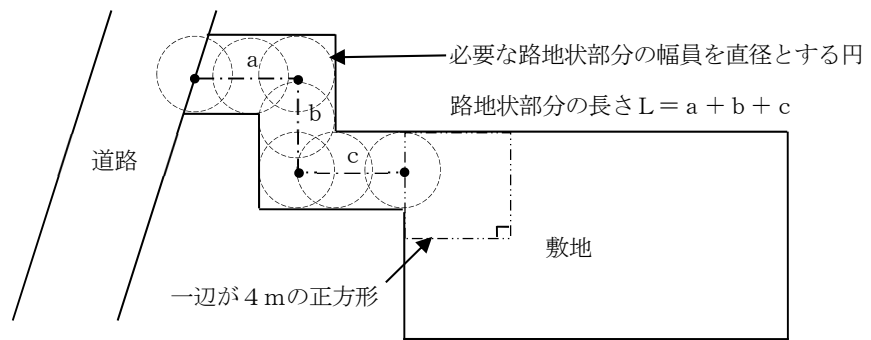 必要な路地状部分の幅員を直径とする円
a
路地状部分の長さL＝a＋b＋c
b
道路
c
敷地
一辺が4mの正方形